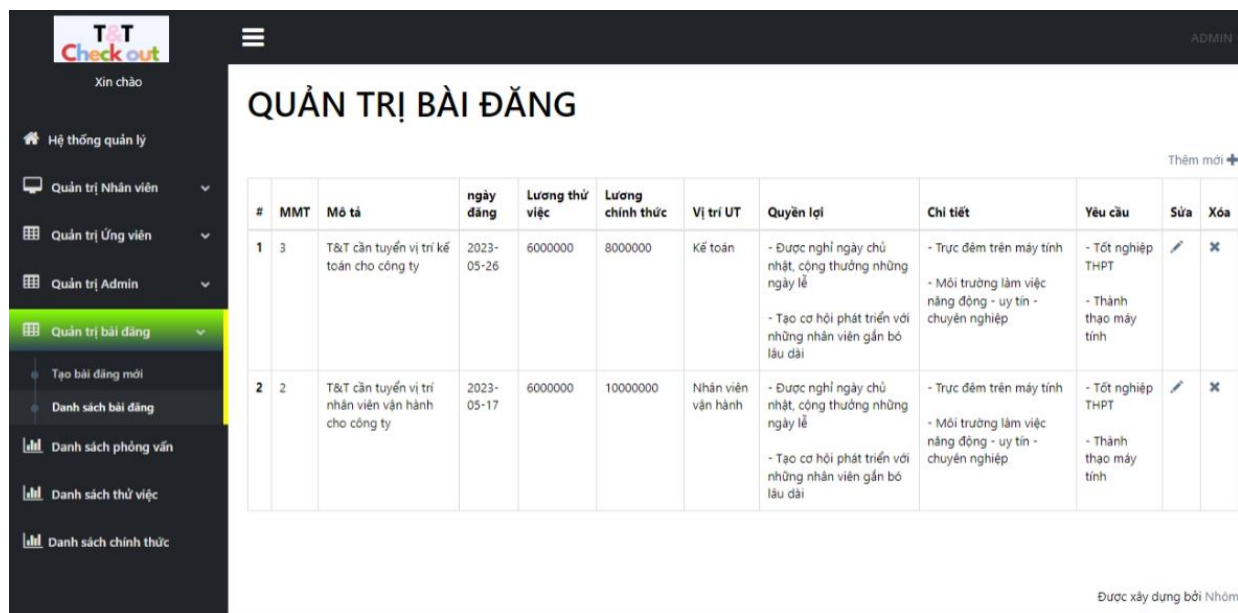 T&T
Check out
Xin chào
Hệ thống quản lý
Quản trị Nhân viên
Quản trị Ứng viên
Quản trị Admin
Quản trị bài đăng
Tạo bài đăng mới
Danh sách bài đăng
Danh sách phỏng vấn
Danh sách thử việc
Danh sách chính thức
ADMIN
QUẢN TRỊ BÀI ĐĂNG
Thêm mới
# MMT Mô tả ngày đăng Lương thử việc Lương chính thức Vị trí UT Quyền lợi Chi tiết Yêu cầu Sửa Xóa
1 3
T&T cần tuyển vị trí kế
toán cho công ty
2023-
05-26
6000000
8000000
Kế toán
- Được nghỉ ngày chủ
nhật, cộng thưởng những
ngày lễ
- Tạo cơ hội phát triển với
những nhân viên gắn bó
lâu dài
- Trực đêm trên máy tính
- Môi trường làm việc
năng động - uy tín -
chuyên nghiệp
- Tốt nghiệp
THPT
- Thành
thạo máy
tính
2 2
T&T cần tuyển vị trí
nhân viên vận hành
cho công ty
2023-
05-17
6000000
10000000
Nhân viên
vận hành
- Được nghỉ ngày chủ
nhật, cộng thưởng những
ngày lễ
- Tạo cơ hội phát triển với
những nhân viên gắn bó
lâu dài
- Trực đêm trên máy tính
- Môi trường làm việc
năng động - uy tín -
chuyên nghiệp
- Tốt nghiệp
THPT
- Thành
thạo máy
tính
Được xây dựng bởi Nhóm